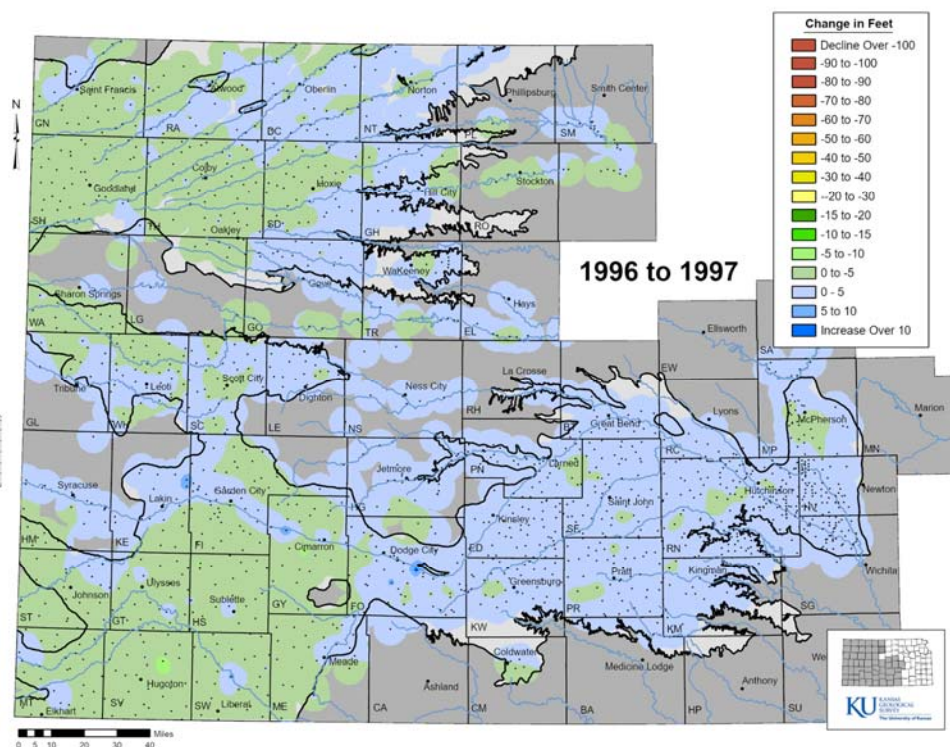 Change in Feet
Decline Over -100
-90 to -100
-80 to -90
-70 to -80
-60 to -70
-50 to -60
-40 to -50
-30 to -40
--20 to -30
-15 to -20
-10 to -15
-5 to -10
0 to -5
0 - 5
5 to 10
Increase Over 10
N
Saint Francis
Atwood
Oberlin
Norton
Phillipsburg
Smith Center
GN
RA
DC
NT
PL
SM
Goodland
Colby
Hoxie
Hill City
Stockton
SH
TH
Oakley
SD
GH
RO
1996 to 1997
Sharon Springs
Gove
WaKeeney
Hays
WA
LG
GO
TR
EL
Ellsworth
SA
Tribune
Leoti
Scott City
Dighton
Ness City
La Crosse
EW
Great Bend
Lyons
McPherson
Marion
GL
WH
SC
LE
NS
RH
RC
MP
MN
Syracuse
Lakin
Garden City
Jetmore
PN
Larned
Saint John
Hutchinson
HV
Newton
HG
Kinsley
SF
HM
KE
FI
Cimarron
Dodge City
ED
RN
Wichita
Johnson
Ulysses
Sublette
Greensburg
Pratt
Kingman
ST
GT
HS
GY
FO
KW
PR
KM
SG
Hugoton
Liberal
Meade
Coldwater
Medicine Lodge
Anthony
We
MT
Elkhart
SV
SW
ME
Ashland
CA
CM
BA
HP
SU
KU
KANSAS
GEOLOGICAL
SURVEY
The University of Kansas
Miles
0 5 10 20 30 40